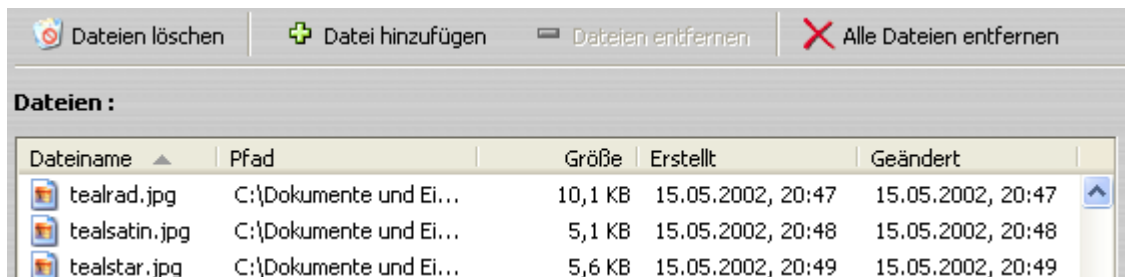 Dateien löschen Datei hinzufügen Dateien entfernen Alle Dateien entfernen
Dateien :
Dateiname Pfad Größe Erstellt Geändert
tealrad.jpg C:\Dokumente und Ei... 10,1 KB 15.05.2002, 20:47 15.05.2002, 20:47
tealsatin.jpg C:\Dokumente und Ei... 5,1 KB 15.05.2002, 20:48 15.05.2002, 20:48
tealstar.jpg C:\Dokumente und Ei... 5,6 KB 15.05.2002, 20:49 15.05.2002, 20:49